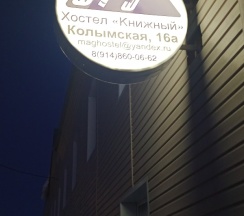 Хостел «Книжный»
Колымская, 16а
maghostel@yandex.ru
8(914)860-06-62